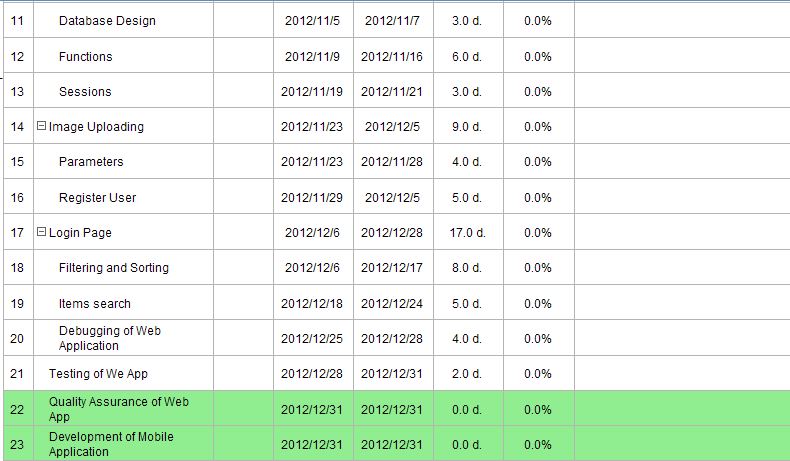 11 Database Design 2012/11/5 2012/11/7 3.0 d. 0.0%
12 Functions 2012/11/9 2012/11/16 6.0 d. 0.0%
13 Sessions 2012/11/19 2012/11/21 3.0 d. 0.0%
14 Image Uploading 2012/11/23 2012/12/5 9.0 d. 0.0%
15 Parameters 2012/11/23 2012/11/28 4.0 d. 0.0%
16 Register User 2012/11/29 2012/12/5 5.0 d. 0.0%
17 Login Page 2012/12/6 2012/12/28 17.0 d. 0.0%
18 Filtering and Sorting 2012/12/6 2012/12/17 8.0 d. 0.0%
19 Items search 2012/12/18 2012/12/24 5.0 d. 0.0%
20 Debugging of Web
Application 2012/12/25 2012/12/28 4.0 d. 0.0%
21 Testing of We App 2012/12/28 2012/12/31 2.0 d. 0.0%
22 Quality Assurance of Web
App 2012/12/31 2012/12/31 0.0 d. 0.0%
23 Development of Mobile
Application 2012/12/31 2012/12/31 0.0 d. 0.0%